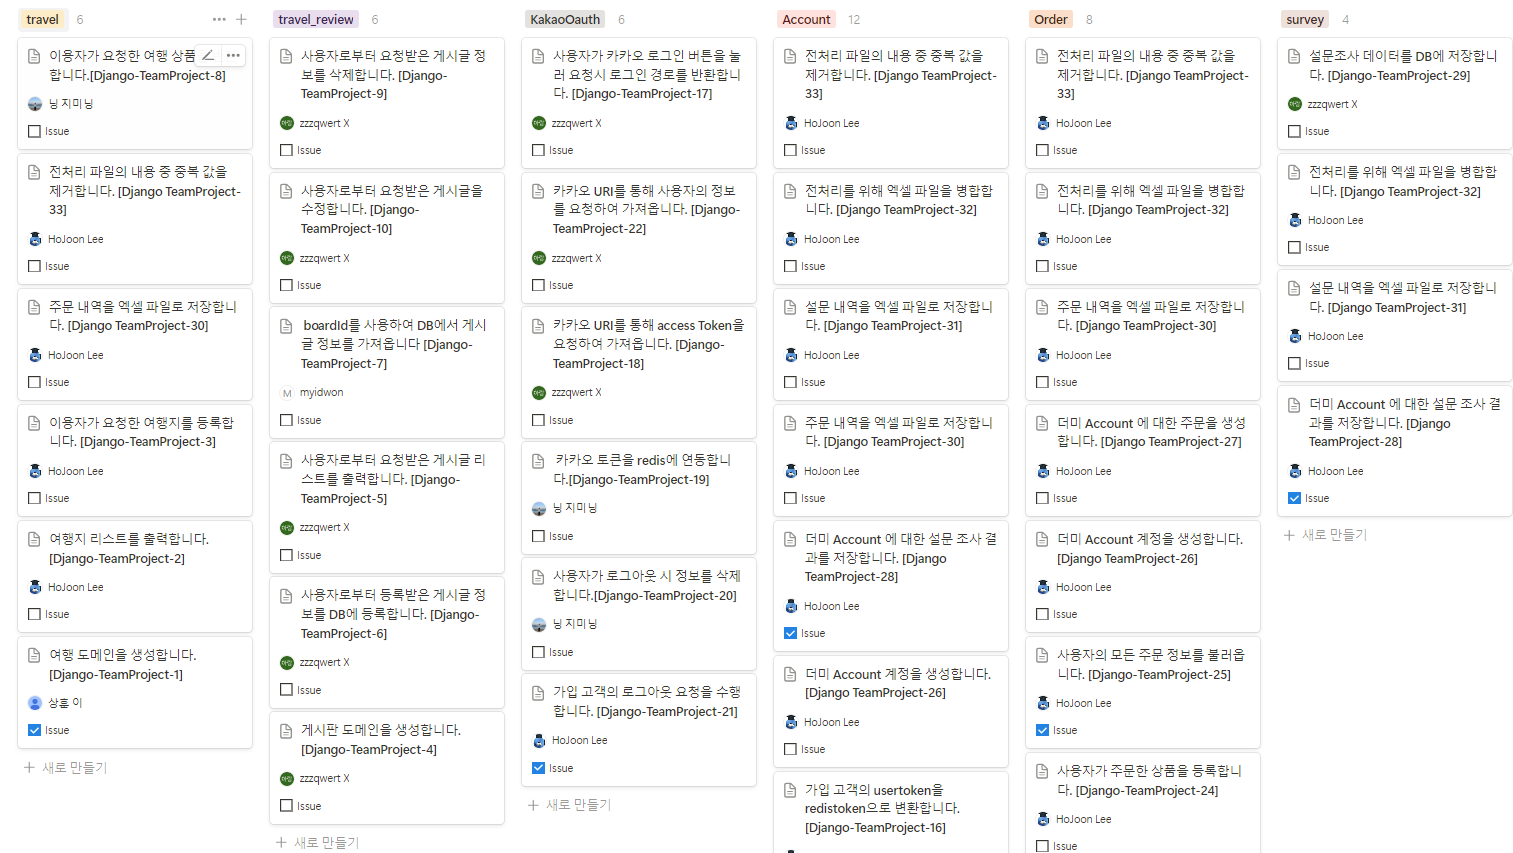 travel 6
이용자가 요청한 여행 상품
합니다.[Django-TeamProject-8]
닝 지미닝
Issue
전처리 파일의 내용 중 중복 값을
제거합니다. [Django TeamProject-
33]
HoJoon Lee
Issue
주문 내역을 엑셀 파일로 저장합니
다. [Django TeamProject-30]
HoJoon Lee
Issue
이용자가 요청한 여행지를 등록합
니다. [Django-TeamProject-3]
HoJoon Lee
Issue
여행지 리스트를 출력합니다.
[Django-TeamProject-2]
HoJoon Lee
Issue
여행 도메인을 생성합니다.
[Django-TeamProject-1]
상훈 이
Issue
새로 만들기
travel_review 6
사용자로부터 요청받은 게시글 정
보를 삭제합니다. [Django-
TeamProject-9]
zzzqwert X
Issue
사용자로부터 요청받은 게시글을
수정합니다. [Django-
TeamProject-10]
zzzqwert X
Issue
boardId를 사용하여 DB에서 게시
글 정보를 가져옵니다 [Django-
TeamProject-7]
M myidwon
Issue
사용자로부터 요청받은 게시글 리
스트를 출력합니다. [Django-
TeamProject-5]
zzzqwert X
Issue
사용자로부터 등록받은 게시글 정
보를 DB에 등록합니다. [Django-
TeamProject-6]
zzzqwert X
Issue
게시판 도메인을 생성합니다.
[Django-TeamProject-4]
zzzqwert X
Issue
새로 만들기
KakaoOauth 6
사용자가 카카오 로그인 버튼을 눌
러 요청시 로그인 경로를 반환합니
다. [Django-TeamProject-17]
zzzqwert X
Issue
카카오 URI를 통해 사용자의 정보
를 요청하여 가져옵니다. [Django-
TeamProject-22]
zzzqwert X
Issue
카카오 URI를 통해 access Token을
요청하여 가져옵니다. [Django-
TeamProject-18]
zzzqwert X
Issue
카카오 토큰을 redis에 연동합니
다.[Django-TeamProject-19]
닝 지미닝
Issue
사용자가 로그아웃 시 정보를 삭제
합니다.[Django-TeamProject-20]
닝 지미닝
Issue
가입 고객의 로그아웃 요청을 수행
합니다. [Django-TeamProject-21]
HoJoon Lee
Issue
새로 만들기
Account 12
전처리 파일의 내용 중 중복 값을
제거합니다. [Django TeamProject-
33]
HoJoon Lee
Issue
전처리를 위해 엑셀 파일을 병합합
니다. [Django TeamProject-32]
HoJoon Lee
Issue
설문 내역을 엑셀 파일로 저장합니
다. [Django TeamProject-31]
HoJoon Lee
Issue
주문 내역을 엑셀 파일로 저장합니
다. [Django TeamProject-30]
HoJoon Lee
Issue
더미 Account 에 대한 설문 조사 결
과를 저장합니다. [Django
TeamProject-28]
HoJoon Lee
Issue
더미 Account 계정을 생성합니다.
[Django TeamProject-26]
HoJoon Lee
Issue
가입 고객의 usertoken을
redistoken으로 변환합니다.
[Django-TeamProject-16]
Order 8
전처리 파일의 내용 중 중복 값을
제거합니다. [Django TeamProject-
33]
HoJoon Lee
Issue
전처리를 위해 엑셀 파일을 병합합
니다. [Django TeamProject-32]
HoJoon Lee
Issue
주문 내역을 엑셀 파일로 저장합니
다. [Django TeamProject-30]
HoJoon Lee
Issue
더미 Account 에 대한 주문을 생성
합니다. [Django TeamProject-27]
HoJoon Lee
Issue
더미 Account 계정을 생성합니다.
[Django TeamProject-26]
HoJoon Lee
Issue
사용자의 모든 주문 정보를 불러옵
니다. [Django-TeamProject-25]
HoJoon Lee
Issue
사용자가 주문한 상품을 등록합니
다. [Django-TeamProject-24]
HoJoon Lee
Issue
survey 4
설문조사 데이터를 DB에 저장합니
다. [Django-TeamProject-29]
zzzqwert X
Issue
전처리를 위해 엑셀 파일을 병합합
니다. [Django TeamProject-32]
HoJoon Lee
Issue
설문 내역을 엑셀 파일로 저장합니
다. [Django TeamProject-31]
HoJoon Lee
Issue
더미 Account 에 대한 설문 조사 결
과를 저장합니다. [Django
TeamProject-28]
HoJoon Lee
Issue
새로 만들기